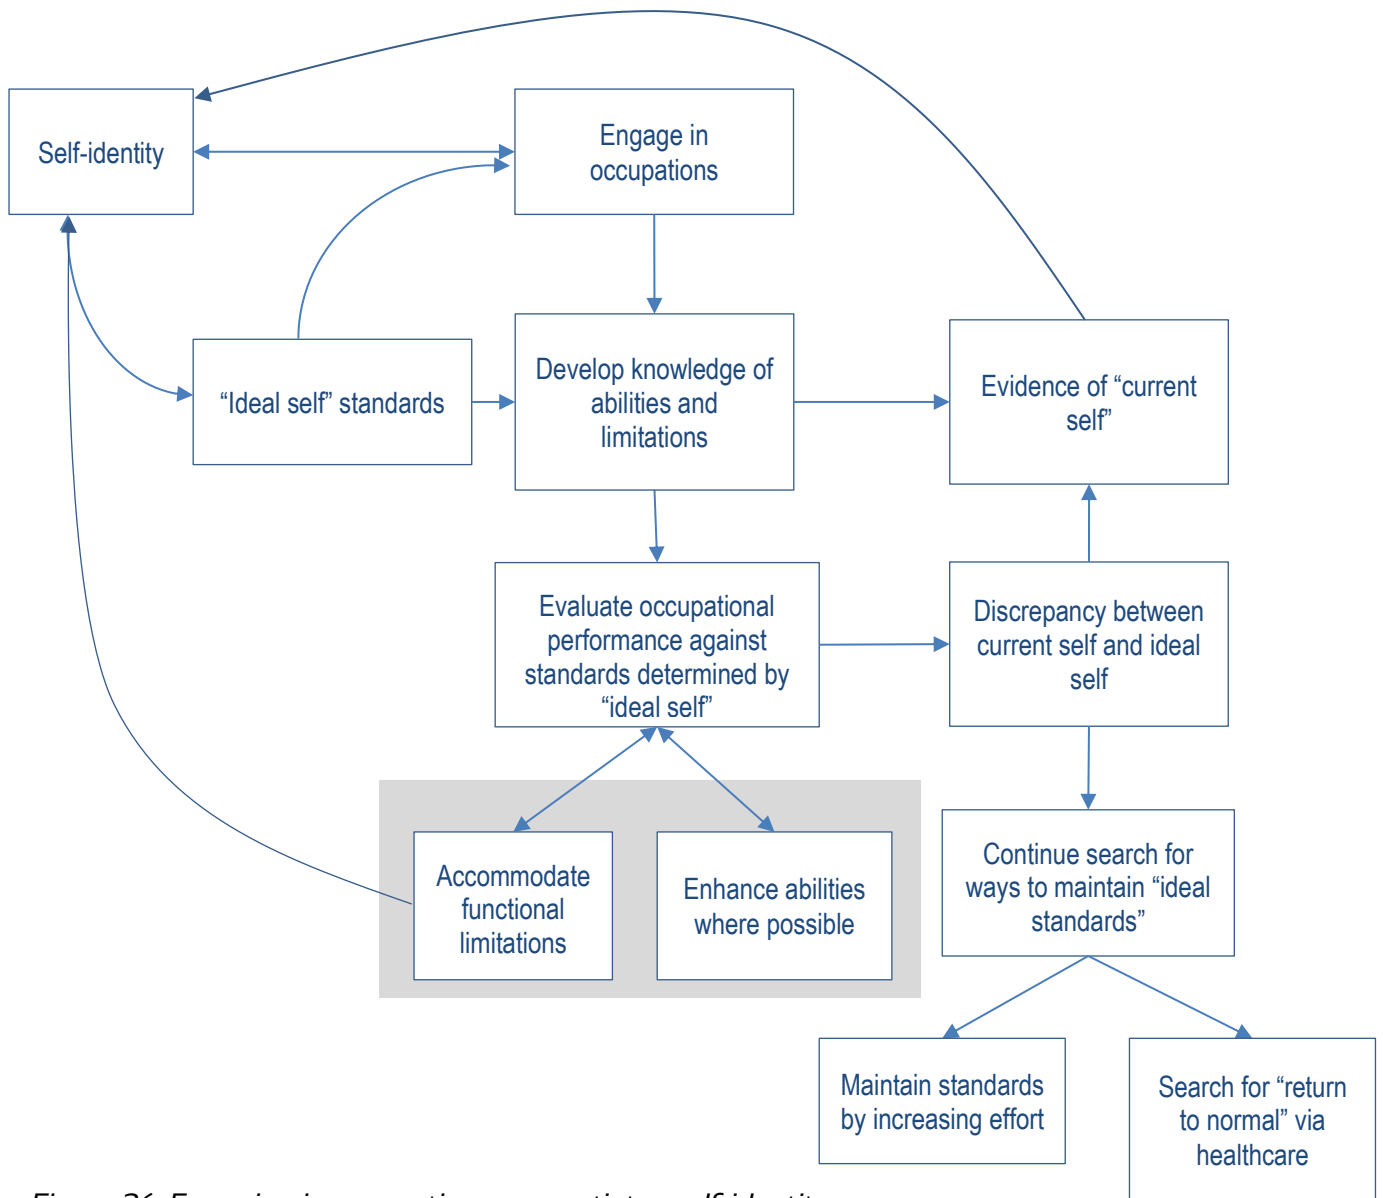 Self-identity
Engage in
occupations
"Ideal self" standards
Develop knowledge of
abilities and
limitations
Evidence of "current
self"
Evaluate occupational
performance against
standards determined by
"ideal self"
Discrepancy between
current self and ideal
self
Accommodate
functional
limitations
Enhance abilities
where possible
Continue search for
ways to maintain "ideal
standards"
Maintain standards
by increasing effort
Search for "return
to normal" via
healthcare